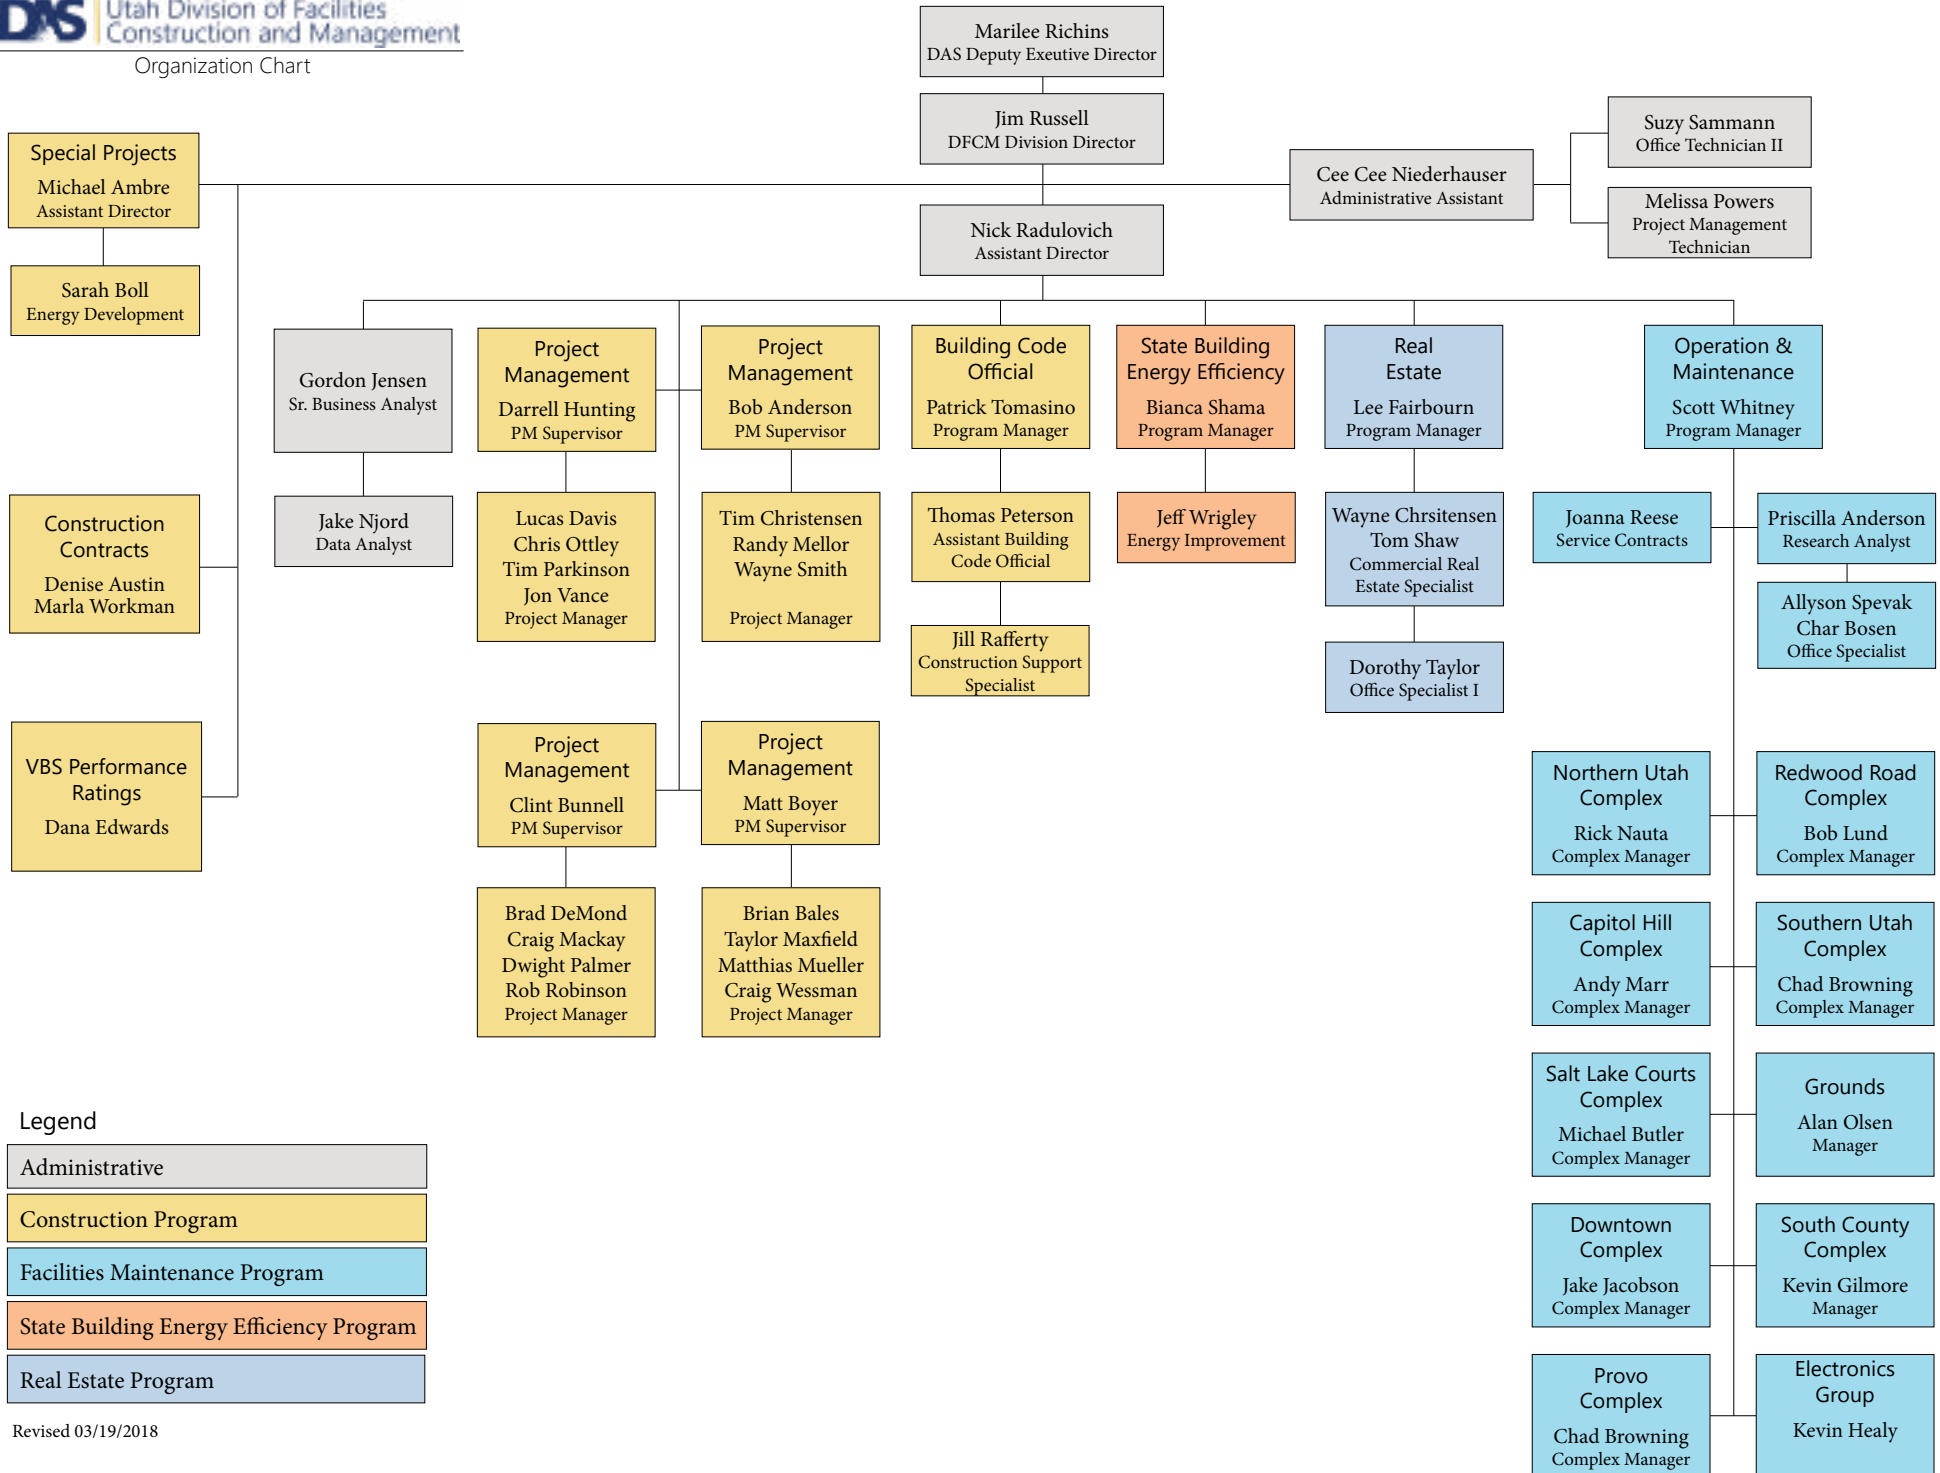 DAS
Utah Division of Facilities
Construction and Management
Organization Chart
Marilee Richins
DAS Deputy Exeutive Director
Jim Russell
DFCM Division Director
Suzy Sammann
Office Technician II
Cee Cee Niederhauser
Administrative Assistant
Melissa Powers
Project Management
Technician
Special Projects
Michael Ambre
Assistant Director
Nick Radulovich
Assistant Director
Sarah Boll
Energy Development
Gordon Jensen
Sr. Business Analyst
Project
Management
Darrell Hunting
PM Supervisor
Project
Management
Bob Anderson
PM Supervisor
Building Code
Official
Patrick Tomasino
Program Manager
State Building
Energy Efficiency
Bianca Shama
Program Manager
Real
Estate
Lee Fairbourn
Program Manager
Operation &
Maintenance
Scott Whitney
Program Manager
Construction
Contracts
Denise Austin
Marla Workman
Jake Njord
Data Analyst
Lucas Davis
Chris Ottley
Tim Parkinson
Jon Vance
Project Manager
Tim Christensen
Randy Mellor
Wayne Smith
Project Manager
Thomas Peterson
Assistant Building
Code Official
Jeff Wrigley
Energy Improvement
Wayne Chrsitensen
Tom Shaw
Commercial Real
Estate Specialist
Joanna Reese
Service Contracts
Priscilla Anderson
Research Analyst
Allyson Spevak
Char Bosen
Office Specialist
Jill Rafferty
Construction Support
Specialist
Dorothy Taylor
Office Specialist I
VBS Performance
Ratings
Dana Edwards
Project
Management
Clint Bunnell
PM Supervisor
Project
Management
Matt Boyer
PM Supervisor
Brad DeMond
Craig Mackay
Dwight Palmer
Rob Robinson
Project Manager
Brian Bales
Taylor Maxfield
Matthias Mueller
Craig Wessman
Project Manager
Northern Utah
Complex
Rick Nauta
Complex Manager
Redwood Road
Complex
Bob Lund
Complex Manager
Capitol Hill
Complex
Andy Marr
Complex Manager
Southern Utah
Complex
Chad Browning
Complex Manager
Salt Lake Courts
Complex
Michael Butler
Complex Manager
Grounds
Alan Olsen
Manager
Downtown
Complex
Jake Jacobson
Complex Manager
South County
Complex
Kevin Gilmore
Manager
Provo
Complex
Chad Browning
Complex Manager
Electronics
Group
Kevin Healy
Legend
Administrative
Construction Program
Facilities Maintenance Program
State Building Energy Efficiency Program
Real Estate Program
Revised 03/19/2018